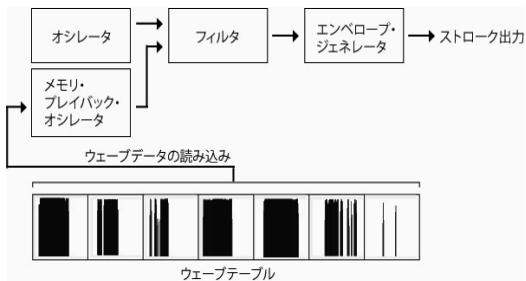 オシレータ
フィルタ
エンベロープ・
ジェネレータ
ストローク出力
メモリ・
プレイバック・
オシレータ
ウェーブデータの読み込み
ウェーブテーブル